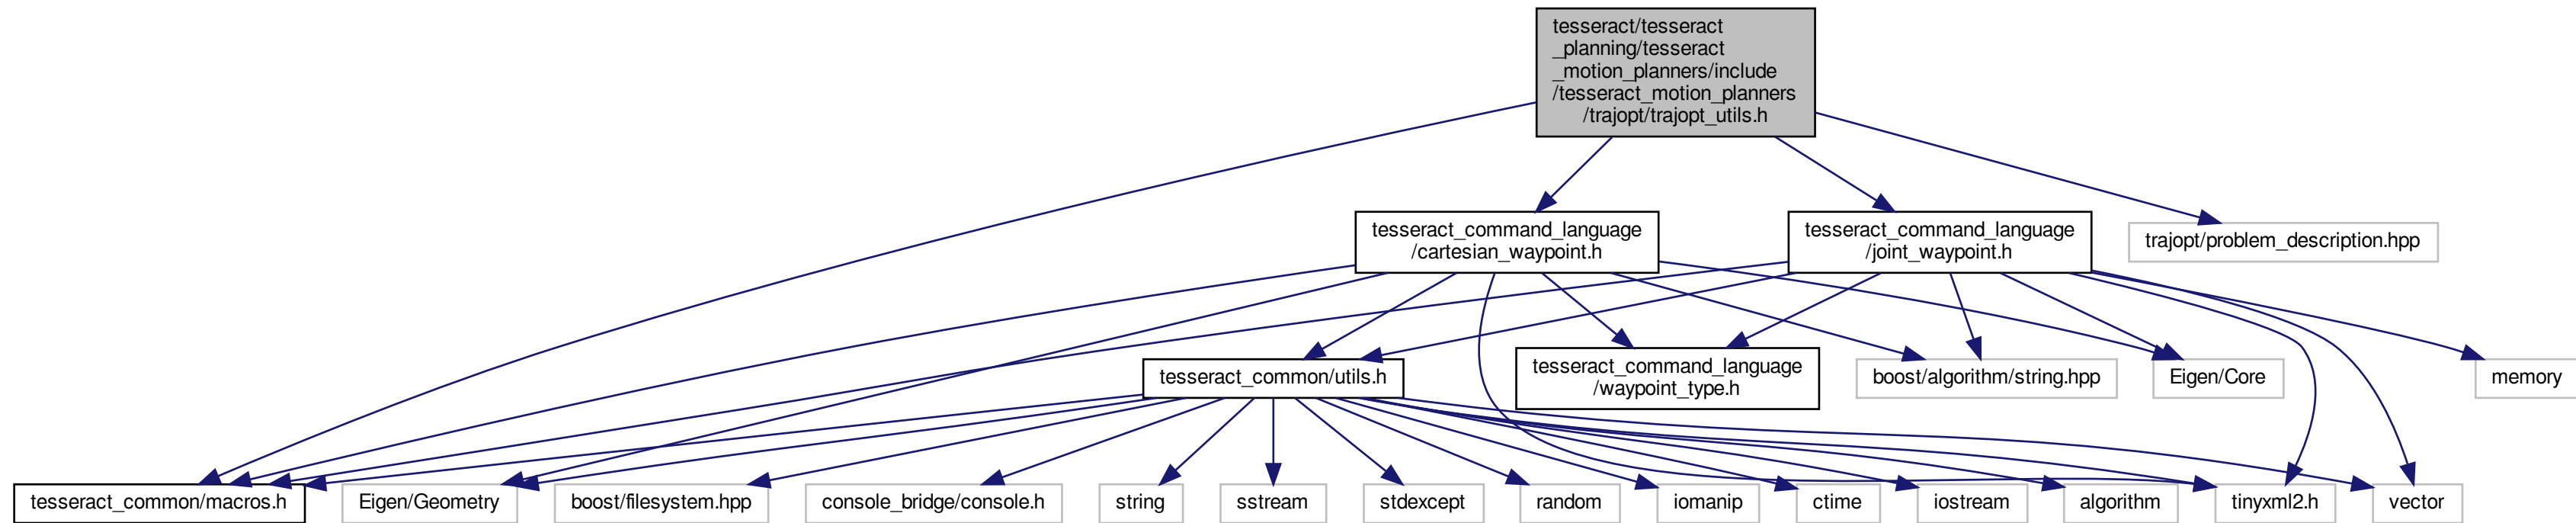 tesseract/tesseract
_planning/tesseract
_motion_planners/include
/tesseract_motion_planners
/trajopt/trajopt_utils.h
tesseract_command_language
/cartesian_waypoint.h
tesseract_command_language
/joint_waypoint.h
trajopt/problem_description.hpp
tesseract_common/utils.h
tesseract_command_language
/waypoint_type.h
boost/algorithm/string.hpp
Eigen/Core
memory
tesseract_common/macros.h
Eigen/Geometry
boost/filesystem.hpp
console_bridge/console.h
string
sstream
stdexcept
random
iomanip
ctime
iostream
algorithm
tinyxml2.h
vector